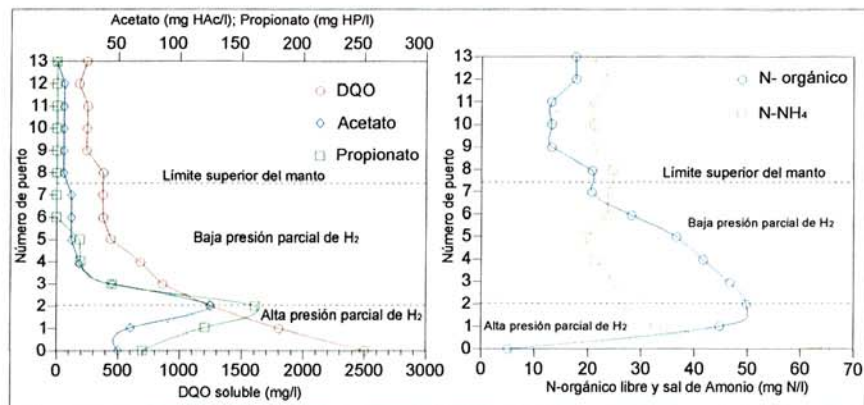 Acetato (mg HAc/l); Propionato (mg HP/l)
0 50 100 150 200 250 300
13
12
11
10
9
8
7
6
5
4
3
2
1
0
Número de puerto
DQO
Acetato
Propionato
Límite superior del manto
Baja presión parcial de H₂
Alta presión parcial de H₂
0 500 1000 1500 2000 2500 3000
DQO soluble (mg/l)
13
12
11
10
9
8
7
6
5
4
3
2
1
0
Número de puerto
N- orgánico
N-NH₄
Límite superior del manto
Baja presión parcial de H₂
Alta presión parcial de H₂
0 10 20 30 40 50 60 70
N-orgánico libre y sal de Amonio (mg N/l)